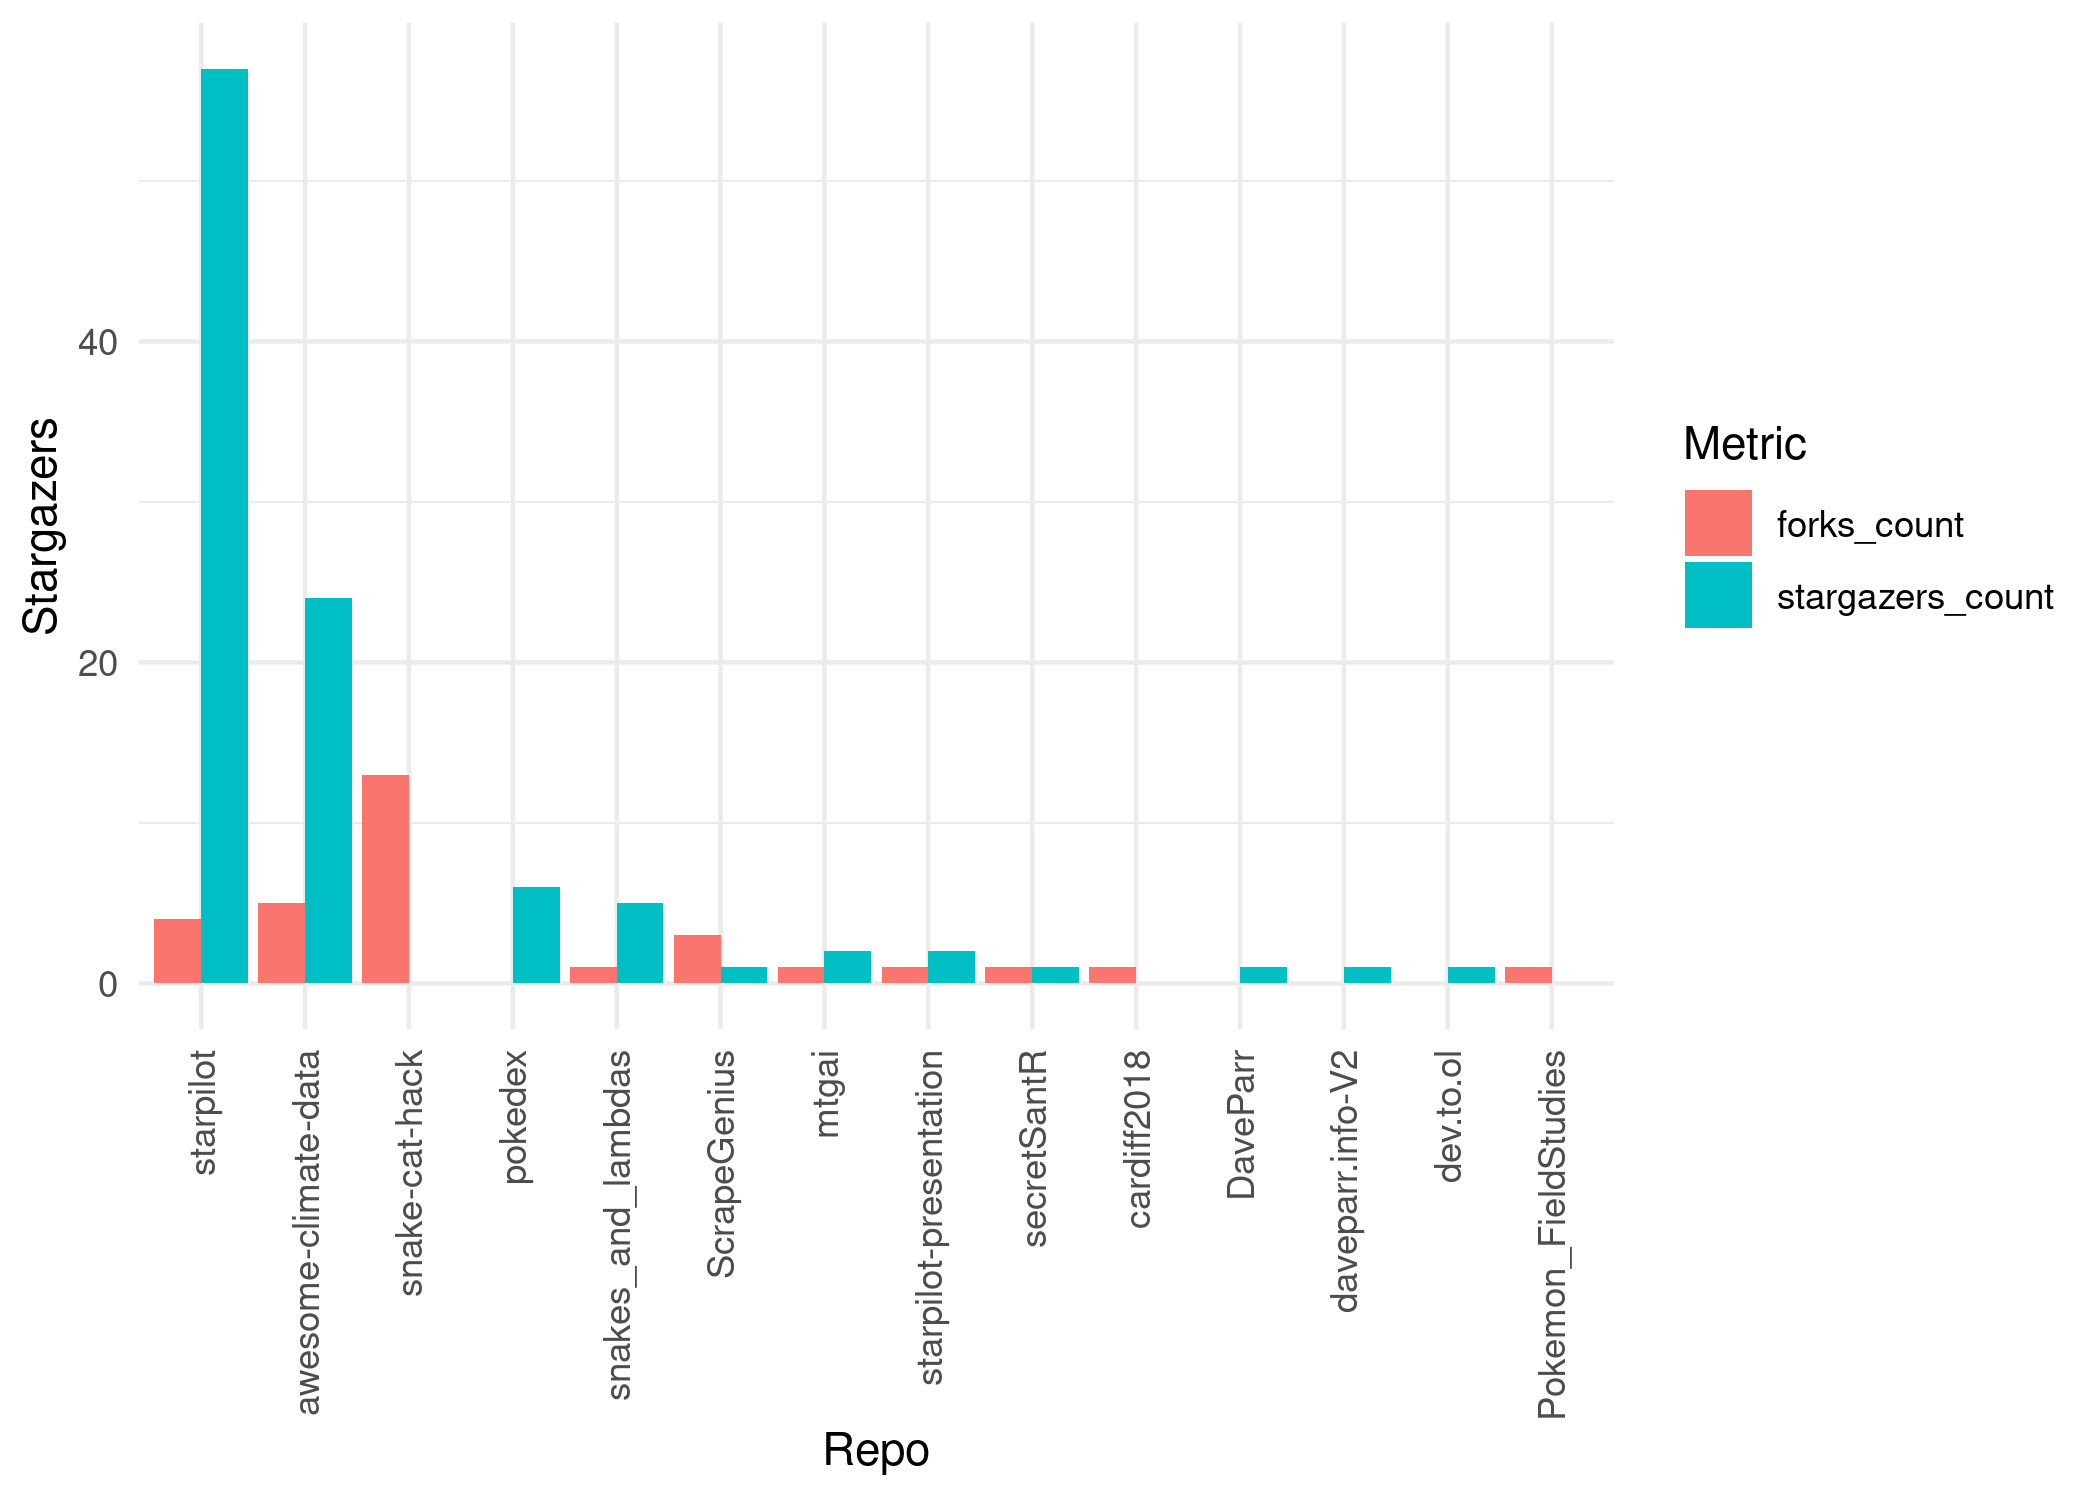 Stargazers
40
20
0
starpilot
awesome-climate-data
snake-cat-hack
pokedex
snakes_and_lambdas
ScrapeGenius
mtgai
starpilot-presentation
secretSantR
cardiff2018
DaveParr
daveparr.info-V2
dev.to.ol
Pokemon_FieldStudies
Repo
Metric
forks_count
stargazers_count